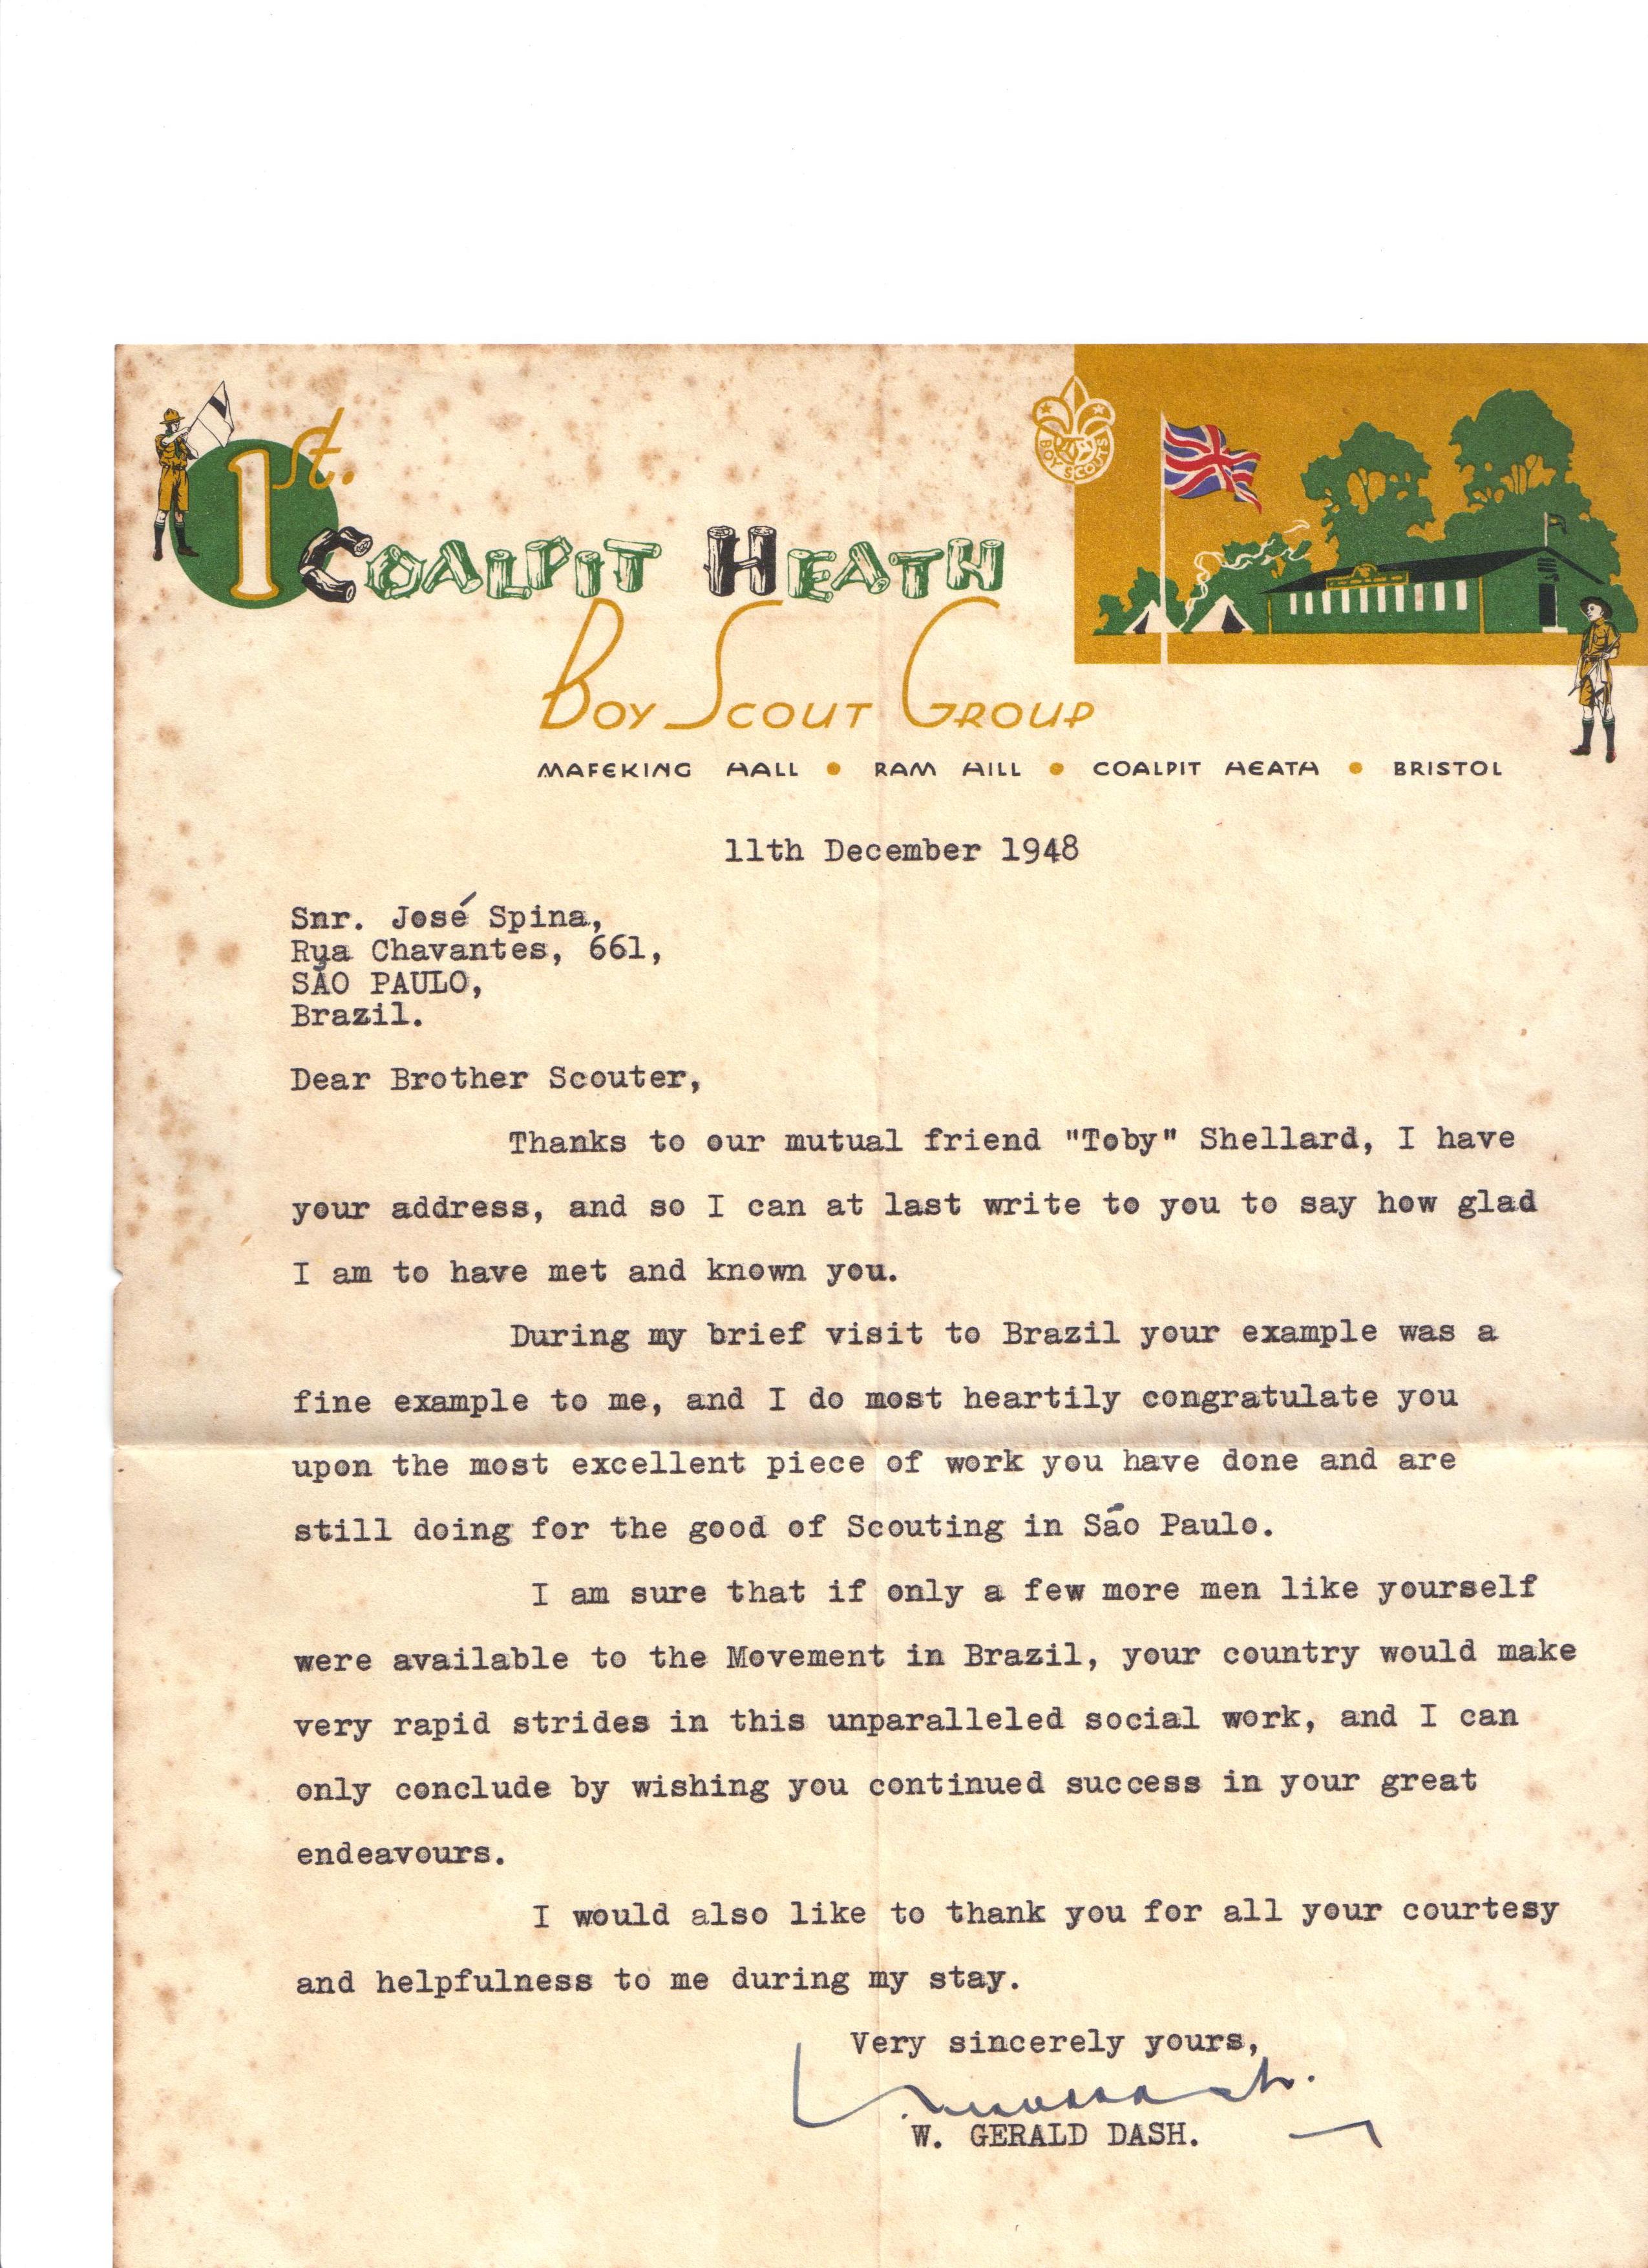 1st.
COALPIT HEATH
BOY SCOUT GROUP
BOY SCOUTS
MAFEKING HALL • RAM HILL • COALPIT HEATH • BRISTOL
11th December 1948
Snr. José Spina,
Rua Chavantes, 661,
SÃO PAULO,
Brazil.
Dear Brother Scouter,
Thanks to our mutual friend "Toby" Shellard, I have
your address, and so I can at last write to you to say how glad
I am to have met and known you.
During my brief visit to Brazil your example was a
fine example to me, and I do most heartily congratulate you
upon the most excellent piece of work you have done and are
still doing for the good of Scouting in São Paulo.
I am sure that if only a few more men like yourself
were available to the Movement in Brazil, your country would make
very rapid strides in this unparalleled social work, and I can
only conclude by wishing you continued success in your great
endeavours.
I would also like to thank you for all your courtesy
and helpfulness to me during my stay.
Very sincerely yours,
W. GERALD DASH.